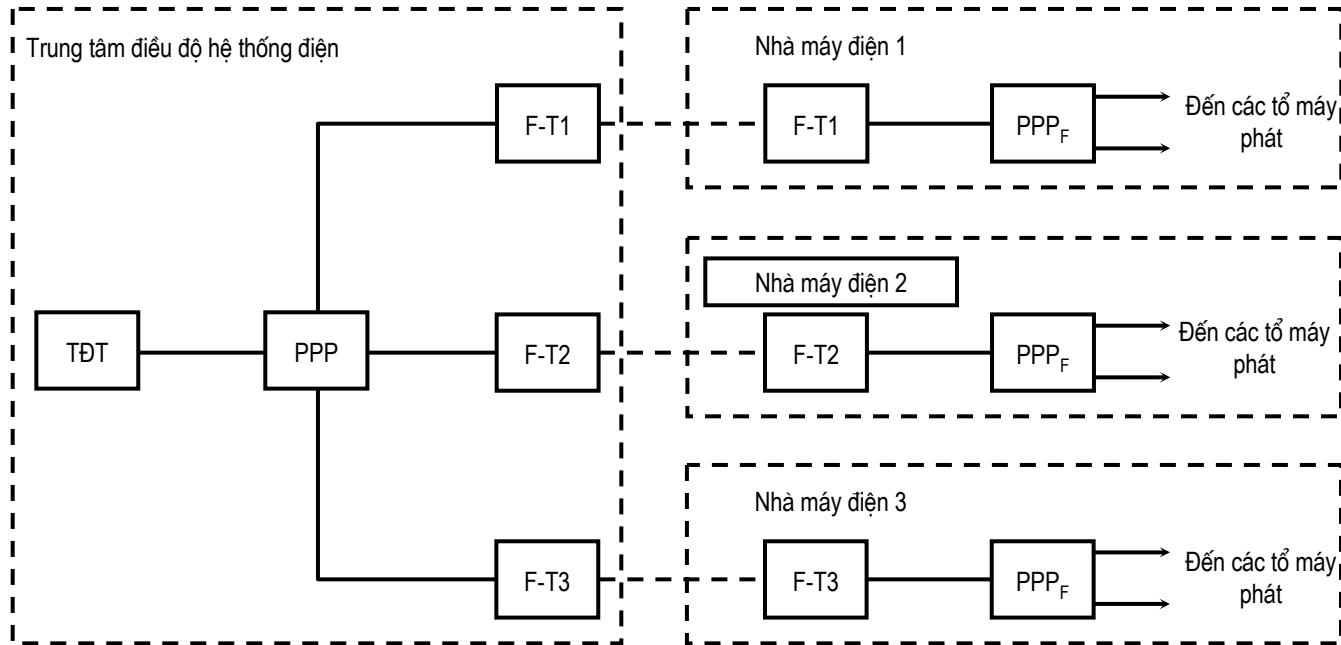 Trung tâm điều độ hệ thống điện
F-T1
TĐT
PPP
F-T2
F-T3
Nhà máy điện 1
F-T1
PPP_F
Đến các tổ máy
phát
Nhà máy điện 2
F-T2
PPP_F
Đến các tổ máy
phát
Nhà máy điện 3
F-T3
PPP_F
Đến các tổ máy
phát